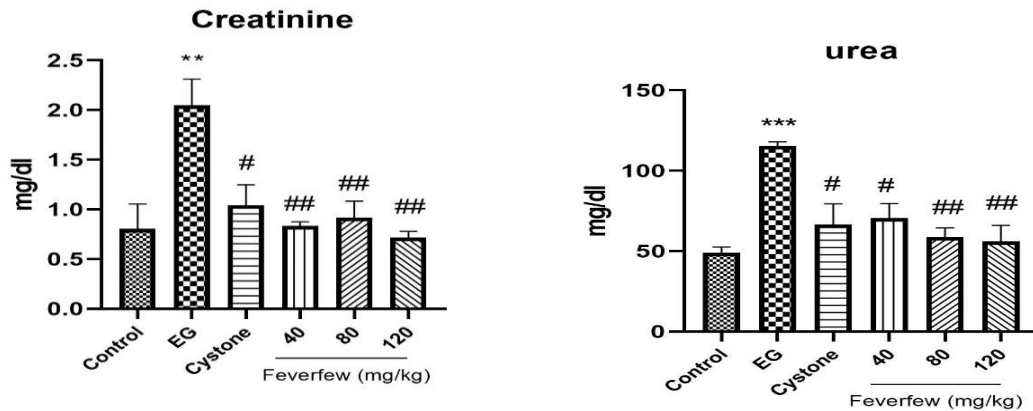 Creatinine
mg/dl
2.5
2.0
1.5
1.0
0.5
0.0
**
#
##
##
##
Control
EG
Cystone
40
80
120
Feverfew (mg/kg)
urea
mg/dl
150
100
50
0
***
#
#
##
##
Control
EG
Cystone
40
80
120
Feverfew (mg/kg)